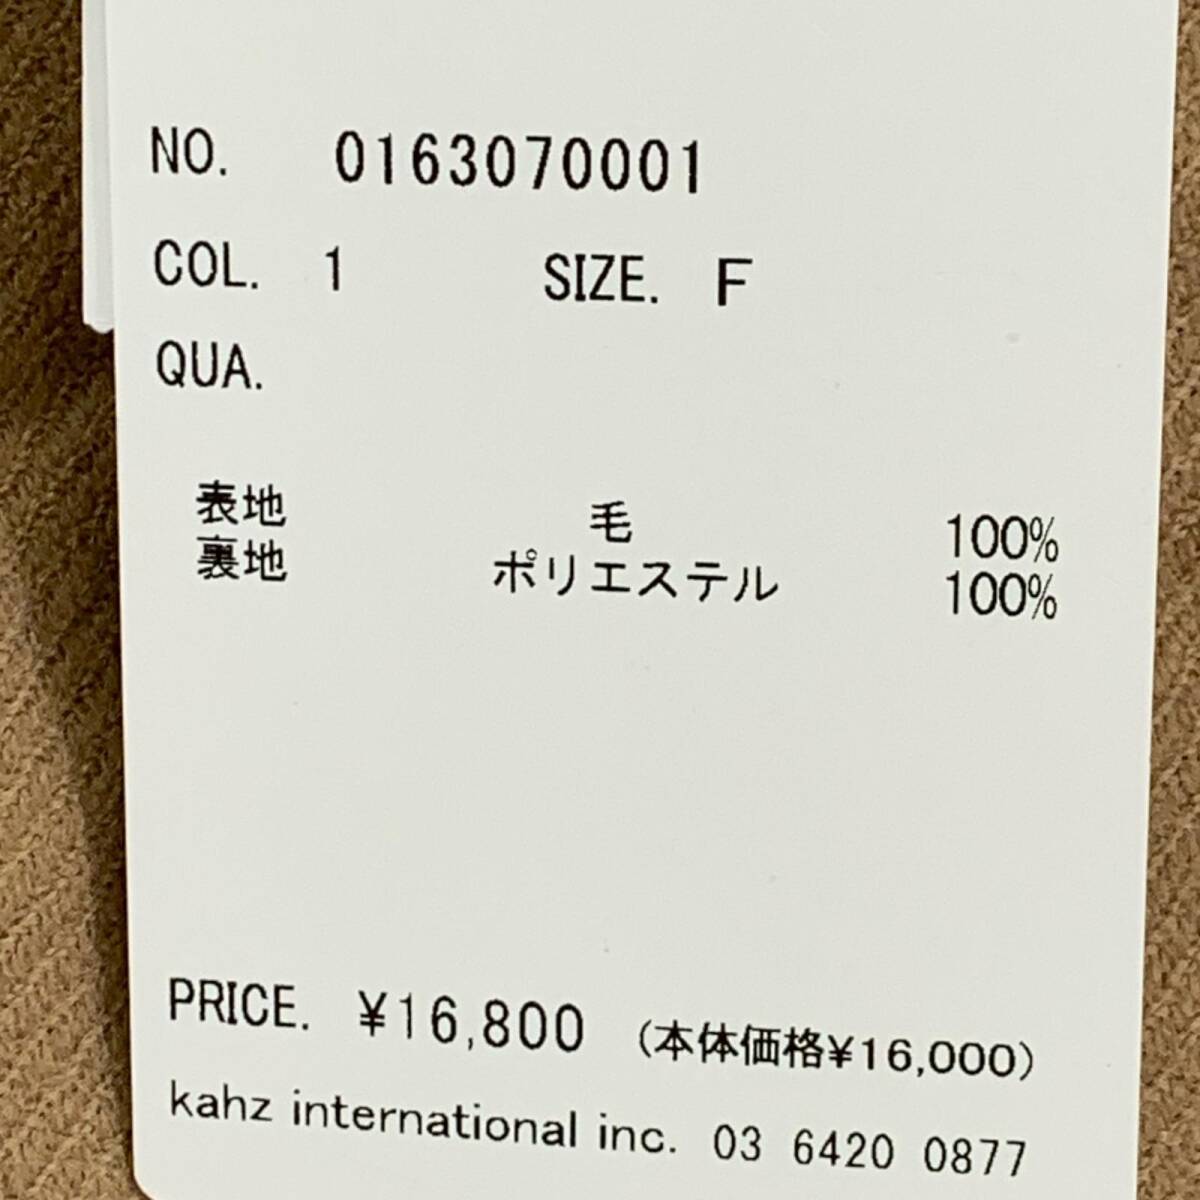 NO. 0163070001
COL. 1 SIZE. F
QUA.
表地 毛 100%
裏地 ポリエステル 100%
PRICE. ¥16,800 (本体価格¥16,000)
kahz international inc. 03 6420 0877